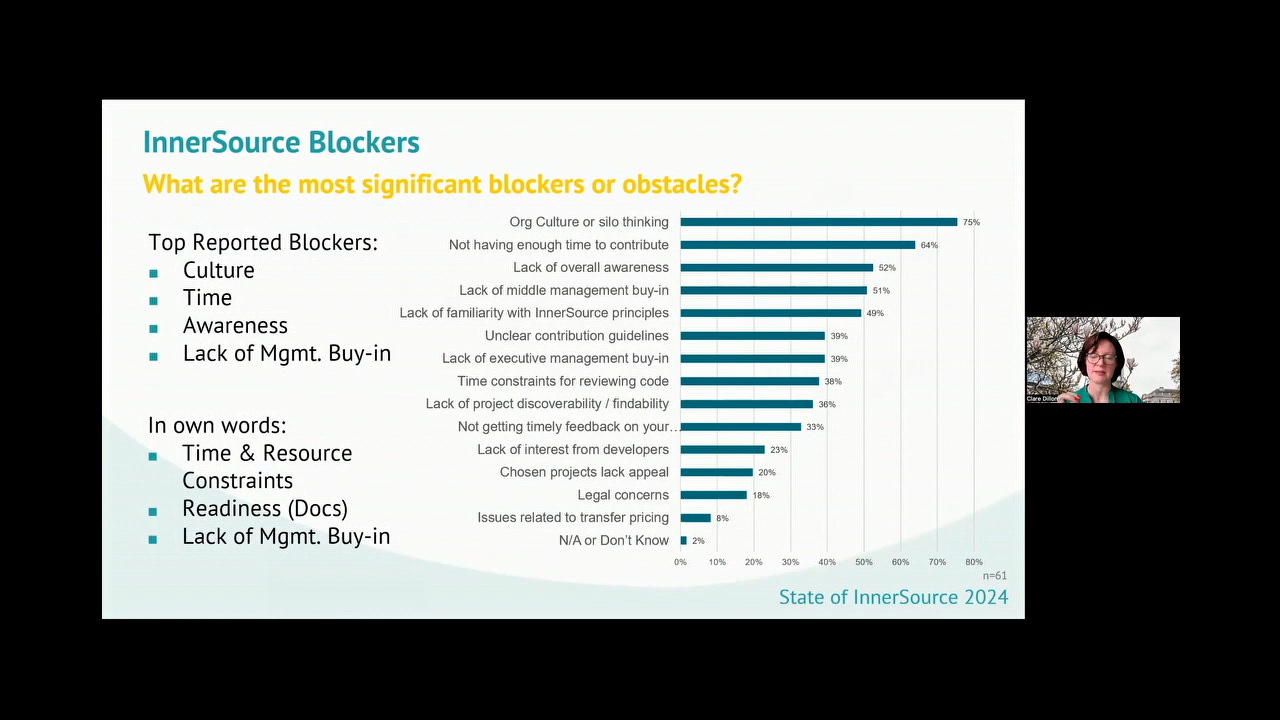 InnerSource Blockers
What are the most significant blockers or obstacles?
Top Reported Blockers:
■ Culture
■ Time
■ Awareness
■ Lack of Mgmt. Buy-in
In own words:
■ Time & Resource
Constraints
■ Readiness (Docs)
■ Lack of Mgmt. Buy-in
Org Culture or silo thinking 75%
Not having enough time to contribute 64%
Lack of overall awareness 52%
Lack of middle management buy-in 51%
Lack of familiarity with InnerSource principles 49%
Unclear contribution guidelines 39%
Lack of executive management buy-in 39%
Time constraints for reviewing code 38%
Lack of project discoverability / findability 36%
Not getting timely feedback on your... 33%
Lack of interest from developers 23%
Chosen projects lack appeal 20%
Legal concerns 18%
Issues related to transfer pricing 8%
N/A or Don't Know 2%
0% 10% 20% 30% 40% 50% 60% 70% 80%
n=61
State of InnerSource 2024
Clare Dillon